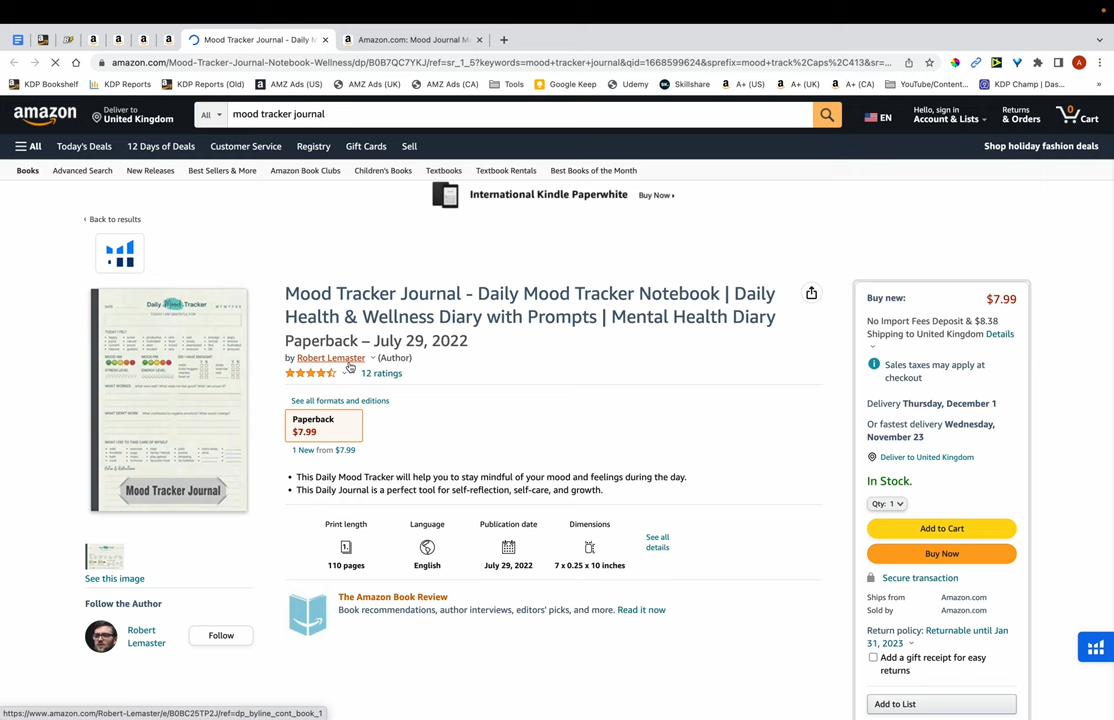 Mood Tracker Journal - Daily M
Amazon.com: Mood Journal M
amazon.com/Mood-Tracker-Journal-Notebook-Wellness/dp/B0B7QC7YKJ/ref=sr_1_5?keywords=mood+tracker+journal&qid=1668599624&sprefix=mood+track%2Caps%2C413&sr=...
KDP Bookshelf
KDP Reports
KDP Reports (Old)
AMZ Ads (US)
AMZ Ads (UK)
AMZ Ads (CA)
Tools
Google Keep
Udemy
Skillshare
A+ (US)
A+ (UK)
A+ (CA)
YouTube/Content...
KDP Champ | Das...
amazon
Deliver to
United Kingdom
All
mood tracker journal
EN
Hello, sign in
Account & Lists
Returns
& Orders
0
Cart
All
Today's Deals
12 Days of Deals
Customer Service
Registry
Gift Cards
Sell
Shop holiday fashion deals
Books
Advanced Search
New Releases
Best Sellers & More
Amazon Book Clubs
Children's Books
Textbooks
Textbook Rentals
Best Books of the Month
International Kindle Paperwhite
Buy Now
‹ Back to results
Daily Mood Tracker
Mood Tracker Journal
See this image
Follow the Author
Robert
Lemaster
Follow
Mood Tracker Journal - Daily Mood Tracker Notebook | Daily
Health & Wellness Diary with Prompts | Mental Health Diary
Paperback – July 29, 2022
by Robert Lemaster (Author)
12 ratings
See all formats and editions
Paperback
$7.99
1 New from $7.99
• This Daily Mood Tracker will help you to stay mindful of your mood and feelings during the day.
• This Daily Journal is a perfect tool for self-reflection, self-care, and growth.
Print length
110 pages
Language
English
Publication date
July 29, 2022
Dimensions
7 x 0.25 x 10 inches
See all
details
The Amazon Book Review
Book recommendations, author interviews, editors' picks, and more. Read it now
Buy new:
$7.99
No Import Fees Deposit & $8.38
Shipping to United Kingdom Details
Sales taxes may apply at
checkout
Delivery Thursday, December 1
Or fastest delivery Wednesday,
November 23
Deliver to United Kingdom
In Stock.
Qty: 1
Add to Cart
Buy Now
Secure transaction
Ships from
Amazon.com
Sold by
Amazon.com
Return policy: Returnable until Jan
31, 2023
Add a gift receipt for easy
returns
Add to List
https://www.amazon.com/Robert-Lemaster/e/B0BC25TP2J/ref=dp_byline_cont_book_1